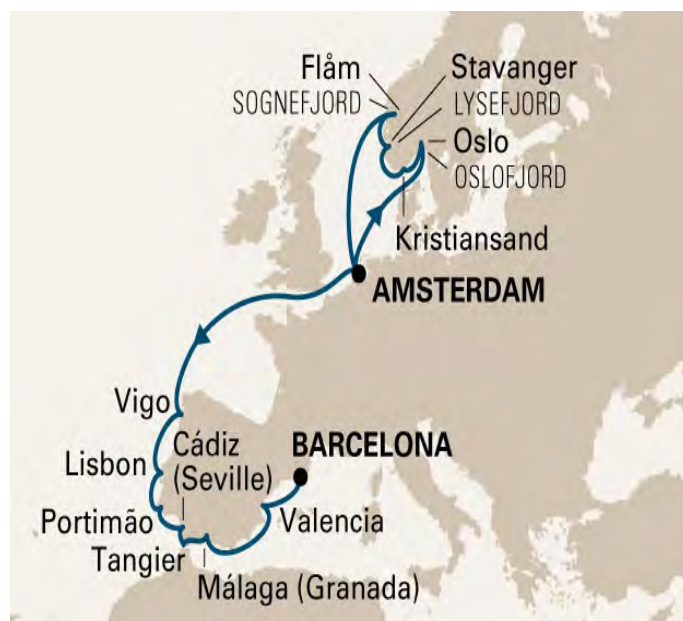 Flåm
SOGNEFJORD
Stavanger
LYSEFJORD
Oslo
OSLOFJORD
Kristiansand
AMSTERDAM
Vigo
Cádiz
(Seville)
BARCELONA
Lisbon
Portimão
Valencia
Tangier
Málaga (Granada)